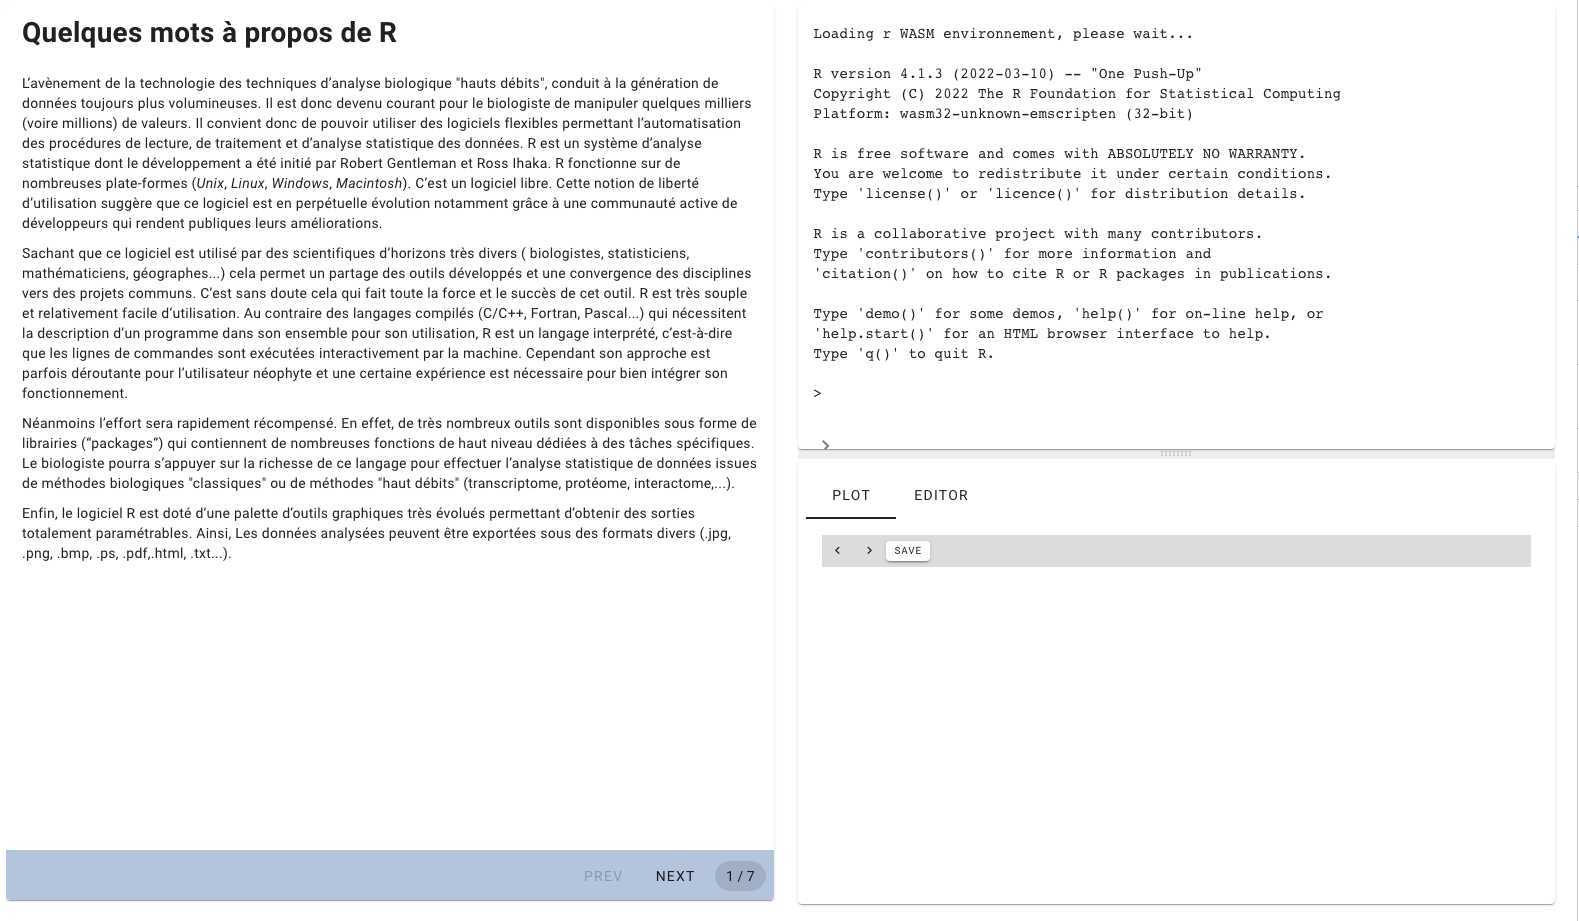 Quelques mots à propos de R
L’avènement de la technologie des techniques d’analyse biologique "hauts débits", conduit à la génération de
données toujours plus volumineuses. Il est donc devenu courant pour le biologiste de manipuler quelques milliers
(voire millions) de valeurs. Il convient donc de pouvoir utiliser des logiciels flexibles permettant l’automatisation
des procédures de lecture, de traitement et d’analyse statistique des données. R est un système d’analyse
statistique dont le développement a été initié par Robert Gentleman et Ross Ihaka. R fonctionne sur de
nombreuses plate-formes (Unix, Linux, Windows, Macintosh). C’est un logiciel libre. Cette notion de liberté
d’utilisation suggère que ce logiciel est en perpétuelle évolution notamment grâce à une communauté active de
développeurs qui rendent publiques leurs améliorations.
Sachant que ce logiciel est utilisé par des scientifiques d’horizons très divers ( biologistes, statisticiens,
mathématiciens, géographes...) cela permet un partage des outils développés et une convergence des disciplines
vers des projets communs. C’est sans doute cela qui fait toute la force et le succès de cet outil. R est très souple
et relativement facile d’utilisation. Au contraire des langages compilés (C/C++, Fortran, Pascal...) qui nécessitent
la description d’un programme dans son ensemble pour son utilisation, R est un langage interprété, c’est-à-dire
que les lignes de commandes sont exécutées interactivement par la machine. Cependant son approche est
parfois déroutante pour l’utilisateur néophyte et une certaine expérience est nécessaire pour bien intégrer son
fonctionnement.
Néanmoins l’effort sera rapidement récompensé. En effet, de très nombreux outils sont disponibles sous forme de
librairies (“packages”) qui contiennent de nombreuses fonctions de haut niveau dédiées à des tâches spécifiques.
Le biologiste pourra s’appuyer sur la richesse de ce langage pour effectuer l’analyse statistique de données issues
de méthodes biologiques "classiques" ou de méthodes "haut débits" (transcriptome, protéome, interactome,...).
Enfin, le logiciel R est doté d’une palette d’outils graphiques très évolués permettant d’obtenir des sorties
totalement paramétrables. Ainsi, Les données analysées peuvent être exportées sous des formats divers (.jpg,
.png, .bmp, .ps, .pdf,.html, .txt...).
PREV NEXT 1 / 7
Loading r WASM environnement, please wait...
R version 4.1.3 (2022-03-10) -- "One Push-Up"
Copyright (C) 2022 The R Foundation for Statistical Computing
Platform: wasm32-unknown-emscripten (32-bit)
R is free software and comes with ABSOLUTELY NO WARRANTY.
You are welcome to redistribute it under certain conditions.
Type 'license()' or 'licence()' for distribution details.
R is a collaborative project with many contributors.
Type 'contributors()' for more information and
'citation()' on how to cite R or R packages in publications.
Type 'demo()' for some demos, 'help()' for on-line help, or
'help.start()' for an HTML browser interface to help.
Type 'q()' to quit R.
>
PLOT EDITOR
SAVE